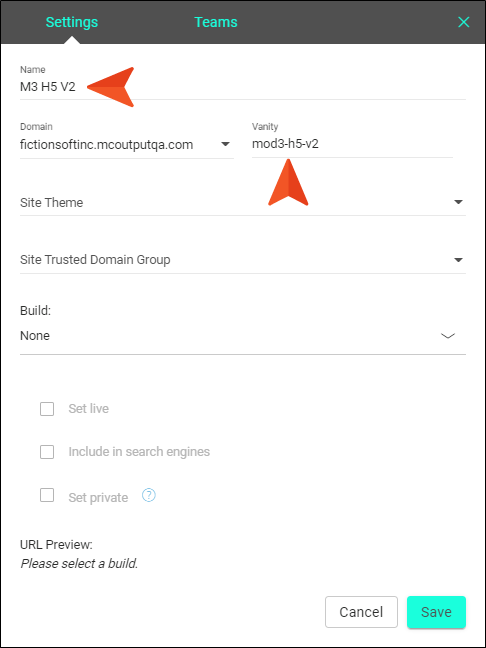 Settings Teams
Name
M3 H5 V2
Domain Vanity
fictionsoftinc.mcoutputqa.com mod3-h5-v2
Site Theme
Site Trusted Domain Group
Build:
None
Set live
Include in search engines
Set private ?
URL Preview:
Please select a build.
Cancel Save